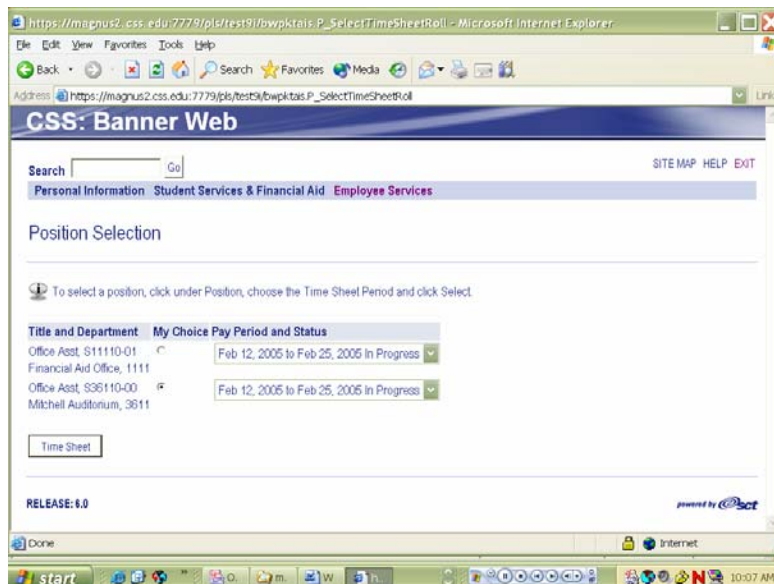 https://magnus2.css.edu:7779/pls/test9i/bwpktais.P_SelectTimeSheetRoll - Microsoft Internet Explorer
File Edit View Favorites Tools Help
Back Search Favorites Media
Address https://magnus2.css.edu:7779/pls/test9i/bwpktais.P_SelectTimeSheetRoll Link
CSS: Banner Web
Search Go SITE MAP HELP EXIT
Personal Information Student Services & Financial Aid Employee Services
Position Selection
To select a position, click under Position, choose the Time Sheet Period and click Select.
Title and Department My Choice Pay Period and Status
Office Asst, S11110-01 Feb 12, 2005 to Feb 25, 2005 In Progress
Financial Aid Office, 1111
Office Asst, S36110-00 Feb 12, 2005 to Feb 25, 2005 In Progress
Mitchell Auditorium, 3611
Time Sheet
RELEASE: 6.0 powered by sct
Done Internet
start O. m. W h. 10:07 AM